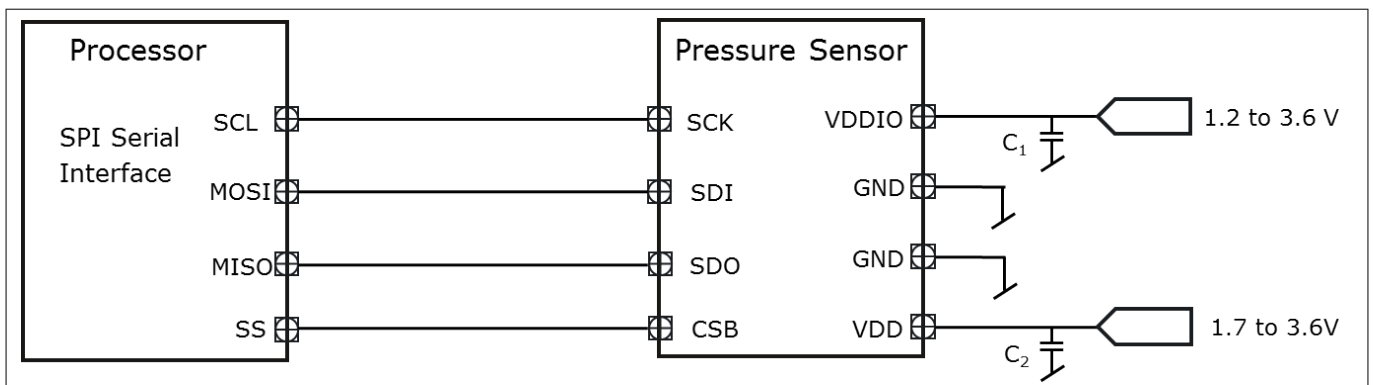 Processor
SPI Serial
Interface
SCL
MOSI
MISO
SS
Pressure Sensor
SCK
SDI
SDO
CSB
VDDIO
GND
GND
VDD
C₁
C₂
1.2 to 3.6 V
1.7 to 3.6V